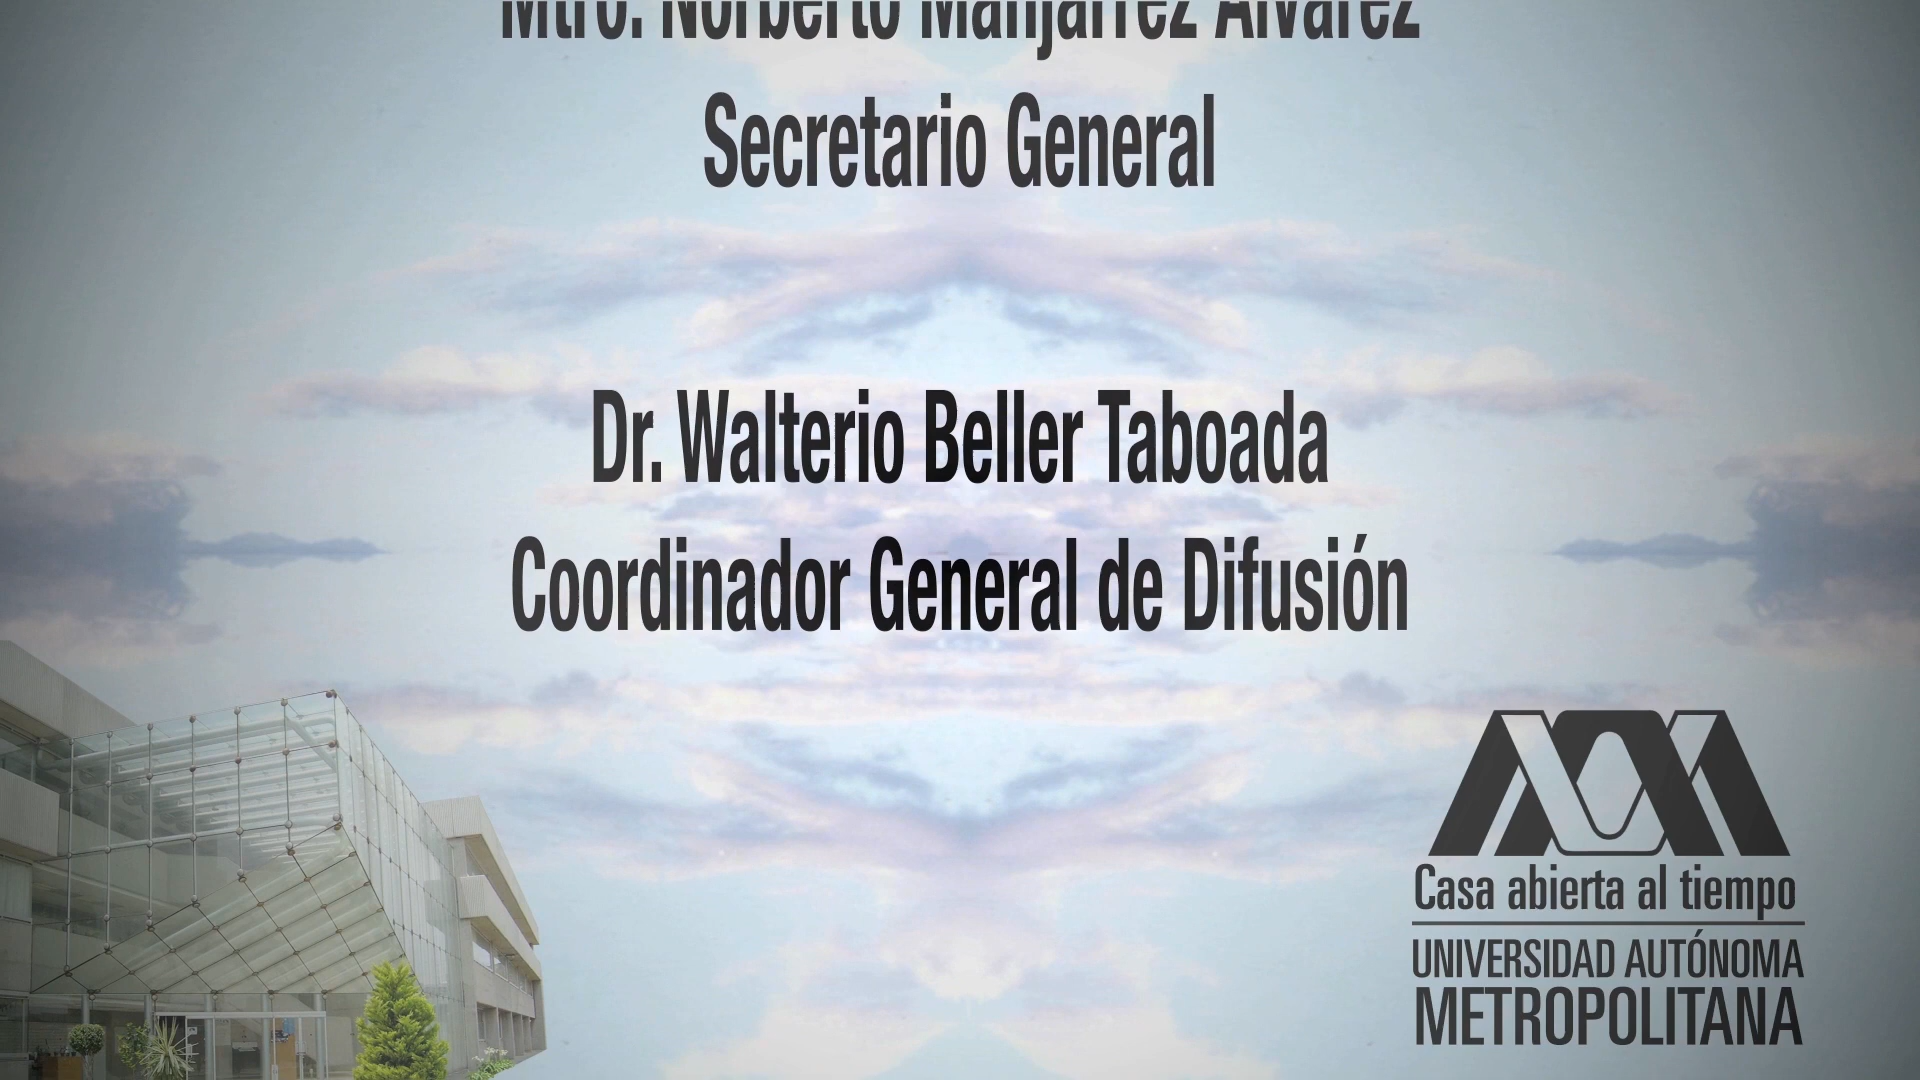 Mtro. Norberto Manjarrez Álvarez
Secretario General
Dr. Walterio Beller Taboada
Coordinador General de Difusión
Casa abierta al tiempo
UNIVERSIDAD AUTÓNOMA
METROPOLITANA